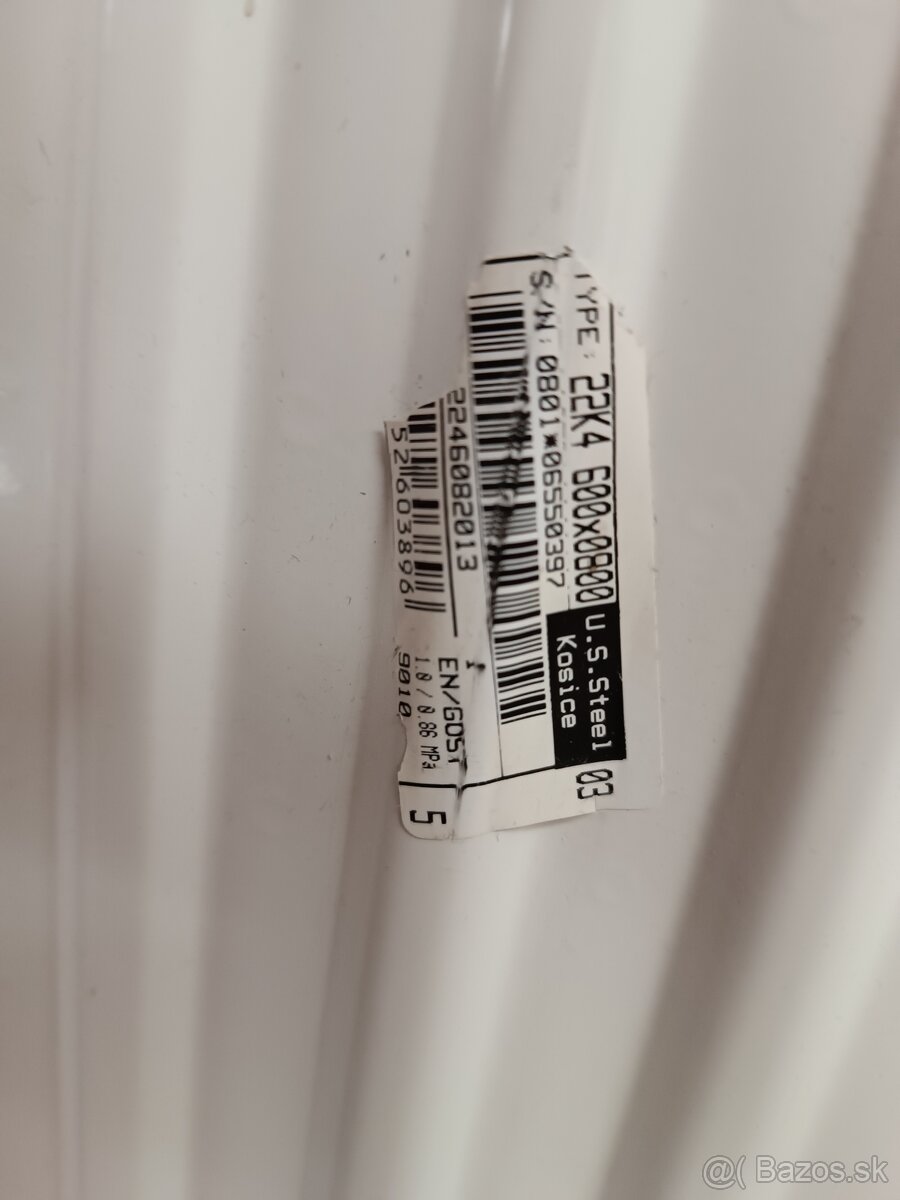 TYPE: 22K4 600x0800
U.S.Steel
Kosice
03
S/N: 0801*06550397
2246082013
52603896
EN/GOST
1.0 / 0.86 MPa
9010
5
@( Bazos.sk